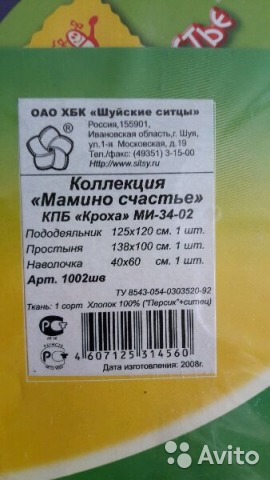 СТЬЕ
ОАО ХБК «Шуйские ситцы»
Россия,155901,
Ивановская область,г. Шуя,
ул.1-я Московская, д.19
Тел./факс: (49351) 3-15-00
http://www.sitsy.ru
Коллекция
«Мамино счастье»
КПБ «Кроха» МИ-34-02
Пододеяльник 125х120 см. 1 шт.
Простыня 138х100 см. 1 шт.
Наволочка 40х60 см. 1 шт.
Арт. 1002шв
ТУ 8543-054-0303520-92
Ткань: 1 сорт Хлопок 100% ("Персик"+ситец)
4 607125 314560
Дата изготовления: 2008г.
Avito